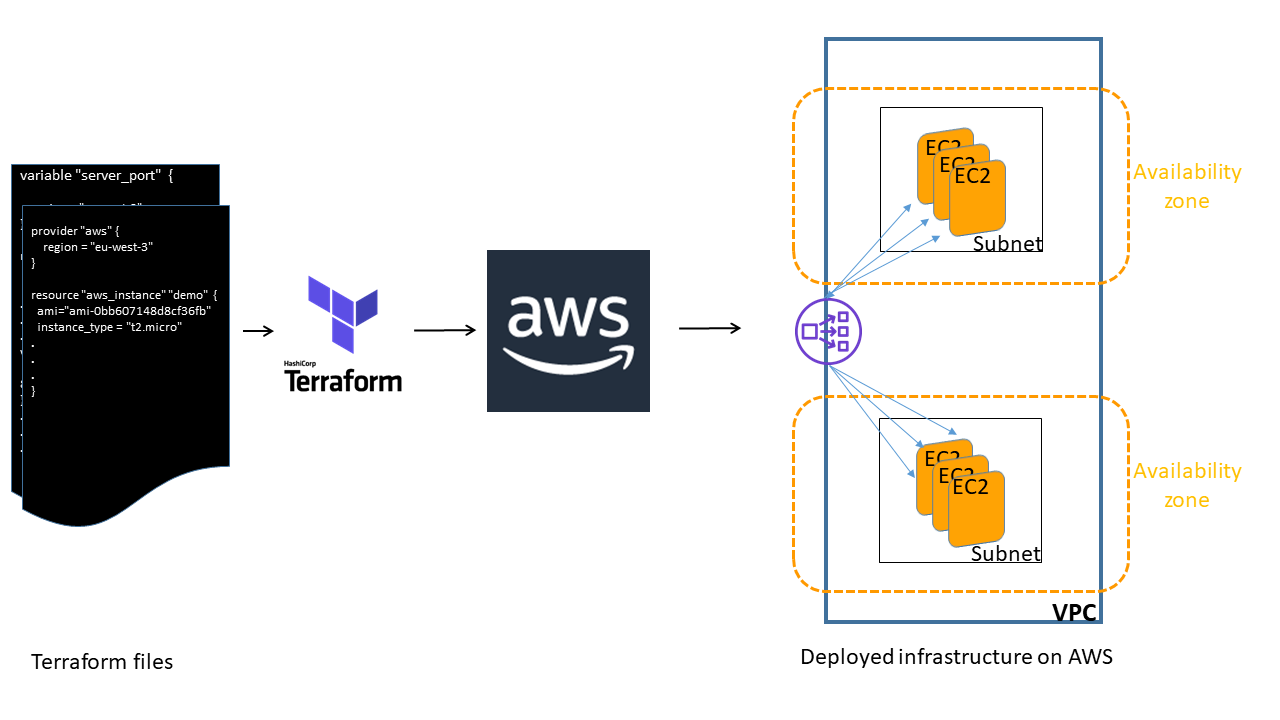 variable "server_port" {
provider "aws" {
region = "eu-west-3"
}
resource "aws_instance" "demo" {
ami="ami-0bb607148d8cf36fb"
instance_type = "t2.micro"
.
.
.
}
Terraform files
HashiCorp
Terraform
aws
EC2
EC2
EC2
Subnet
Availability
zone
EC2
EC2
EC2
Subnet
Availability
zone
VPC
Deployed infrastructure on AWS